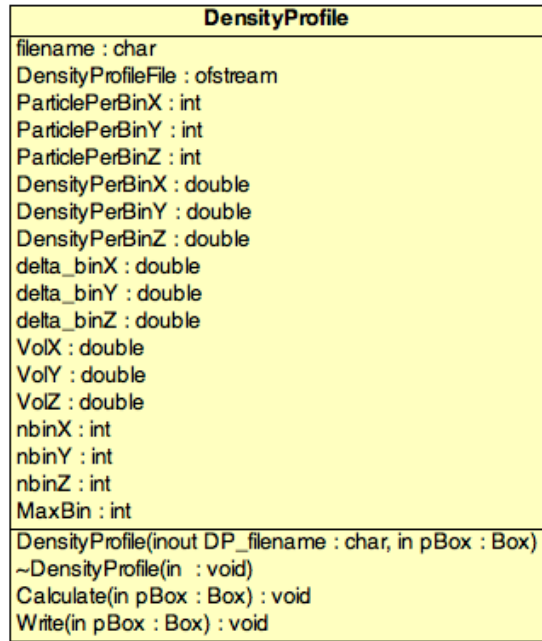 DensityProfile
filename : char
DensityProfileFile : ofstream
ParticlePerBinX : int
ParticlePerBinY : int
ParticlePerBinZ : int
DensityPerBinX : double
DensityPerBinY : double
DensityPerBinZ : double
delta_binX : double
delta_binY : double
delta_binZ : double
VolX : double
VolY : double
VolZ : double
nbinX : int
nbinY : int
nbinZ : int
MaxBin : int
DensityProfile(inout DP_filename : char, in pBox : Box)
~DensityProfile(in : void)
Calculate(in pBox : Box) : void
Write(in pBox : Box) : void